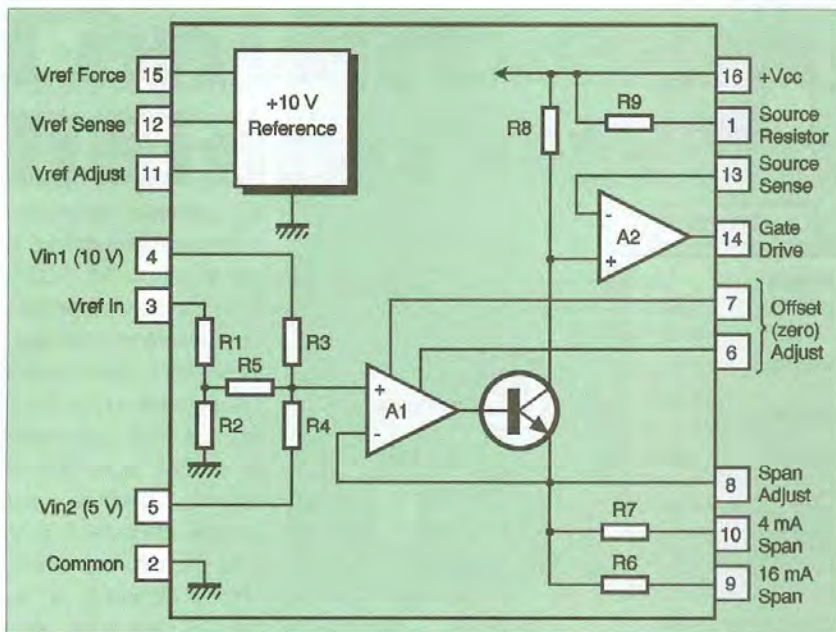 Vref Force
15
Vref Sense
12
Vref Adjust
11
+10 V
Reference
Vin1 (10 V)
4
Vref In
3
R1
R5
R3
R2
R4
Vin2 (5 V)
5
Common
2
+
A1
-
R8
R9
-
A2
+
R7
R6
16
+Vcc
1
Source
Resistor
13
Source
Sense
14
Gate
Drive
7
6
Offset
(zero)
Adjust
8
Span
Adjust
10
4 mA
Span
9
16 mA
Span